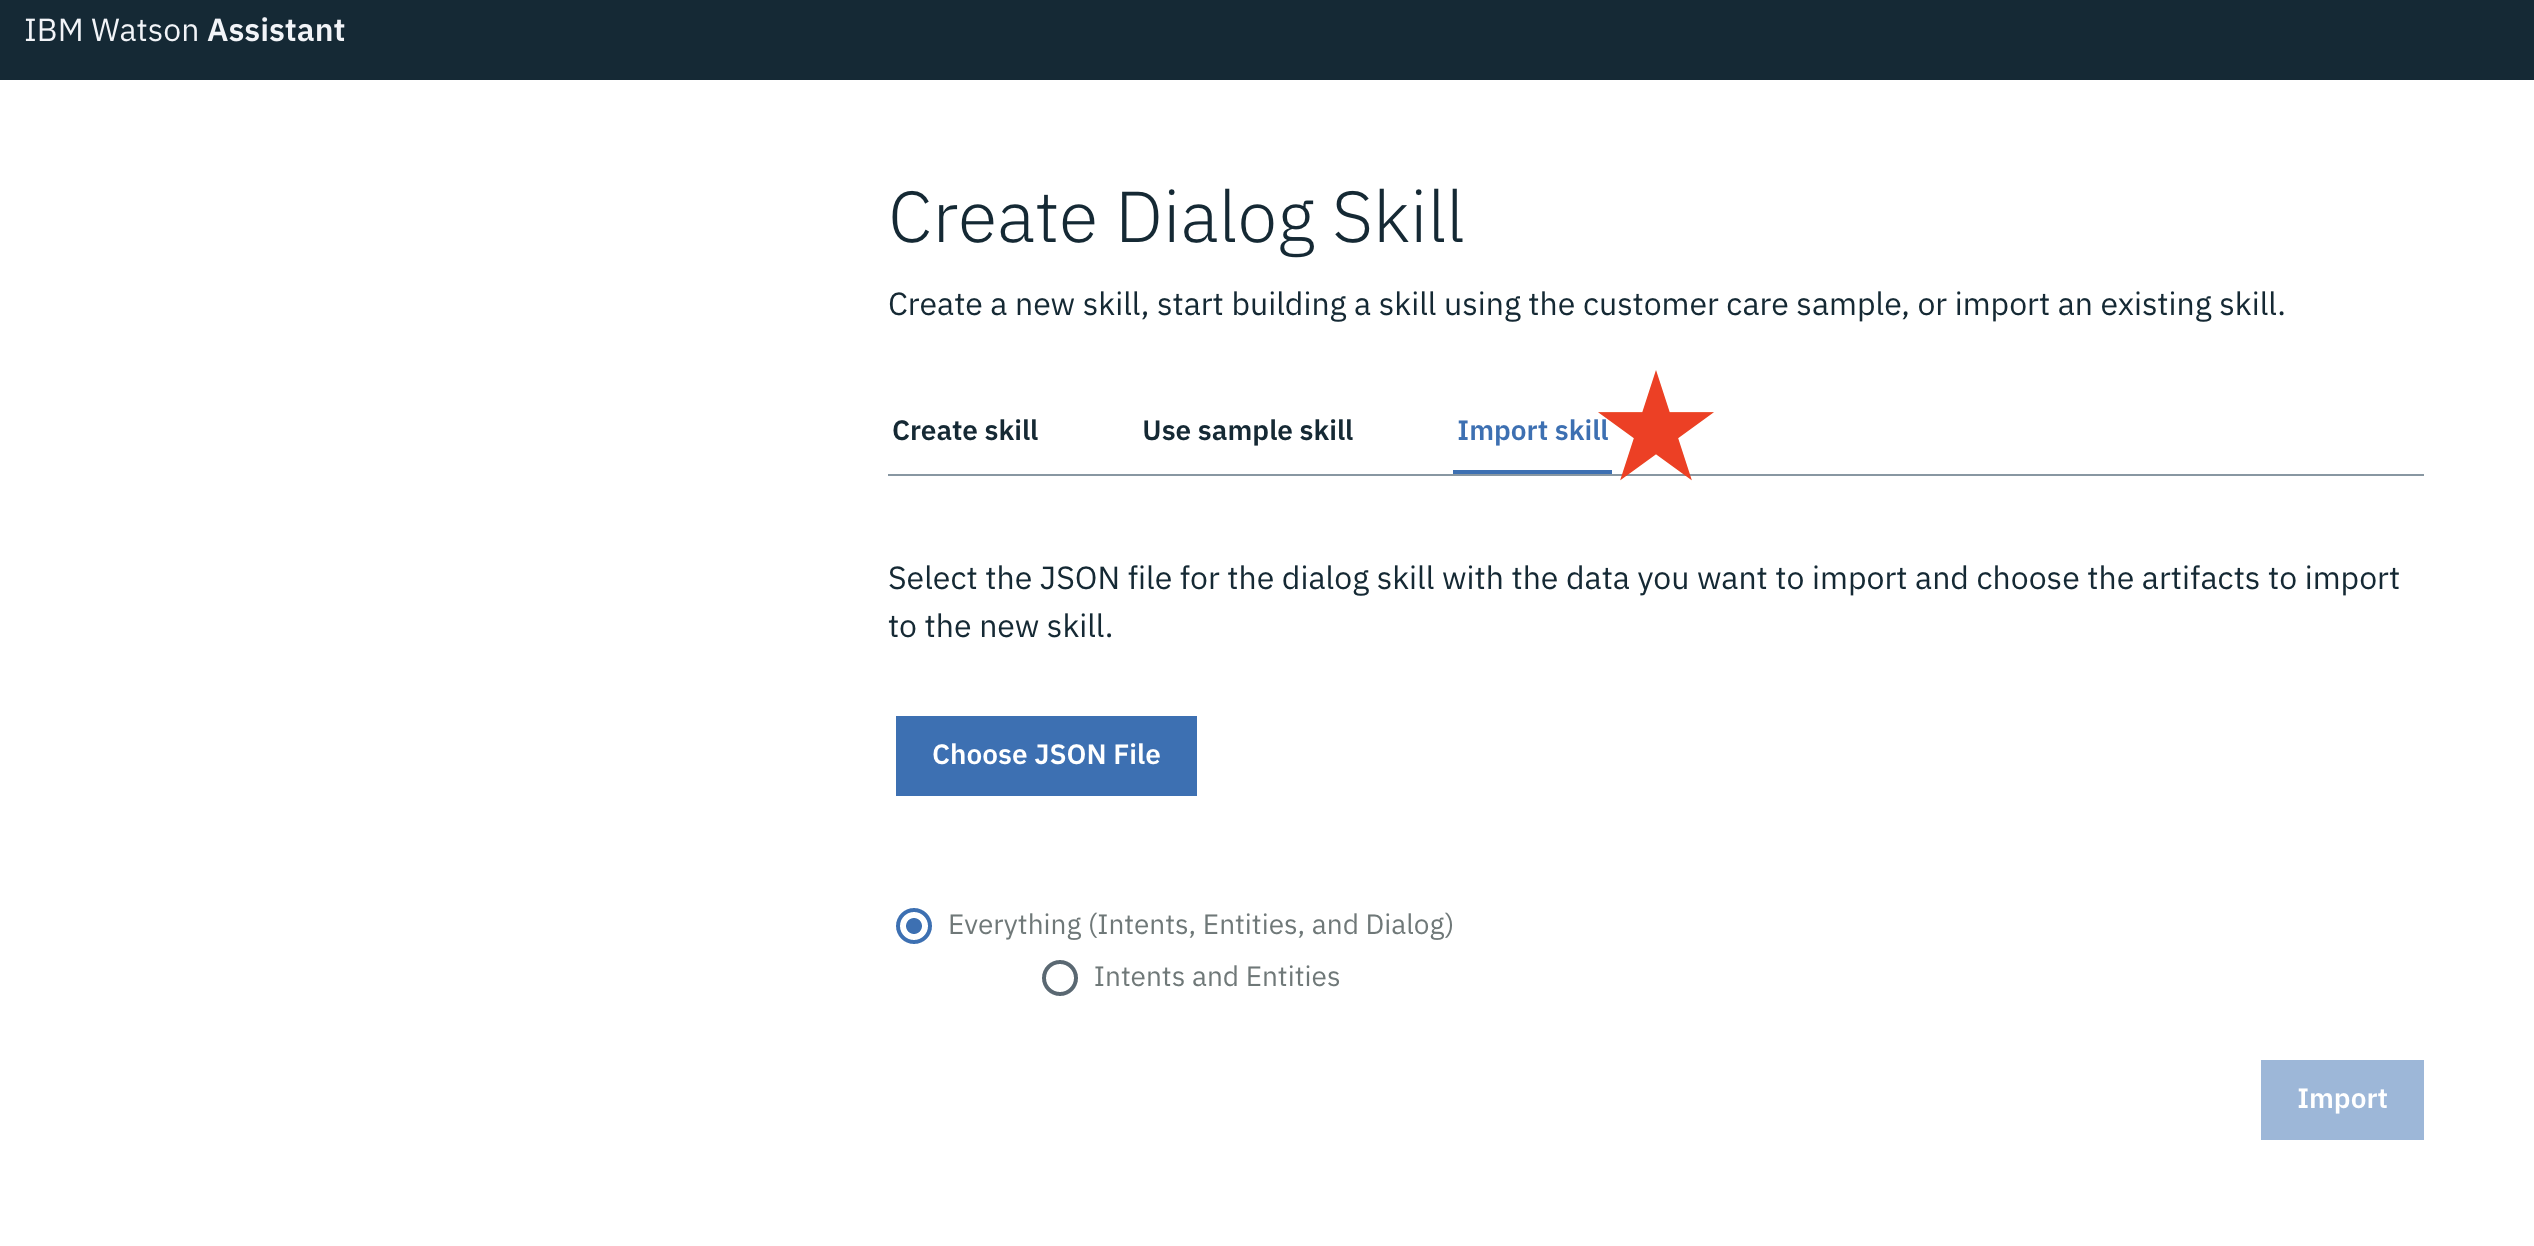 IBM Watson Assistant
Create Dialog Skill
Create a new skill, start building a skill using the customer care sample, or import an existing skill.
Create skill
Use sample skill
Import skill
Select the JSON file for the dialog skill with the data you want to import and choose the artifacts to import
to the new skill.
Choose JSON File
Everything (Intents, Entities, and Dialog)
Intents and Entities
Import